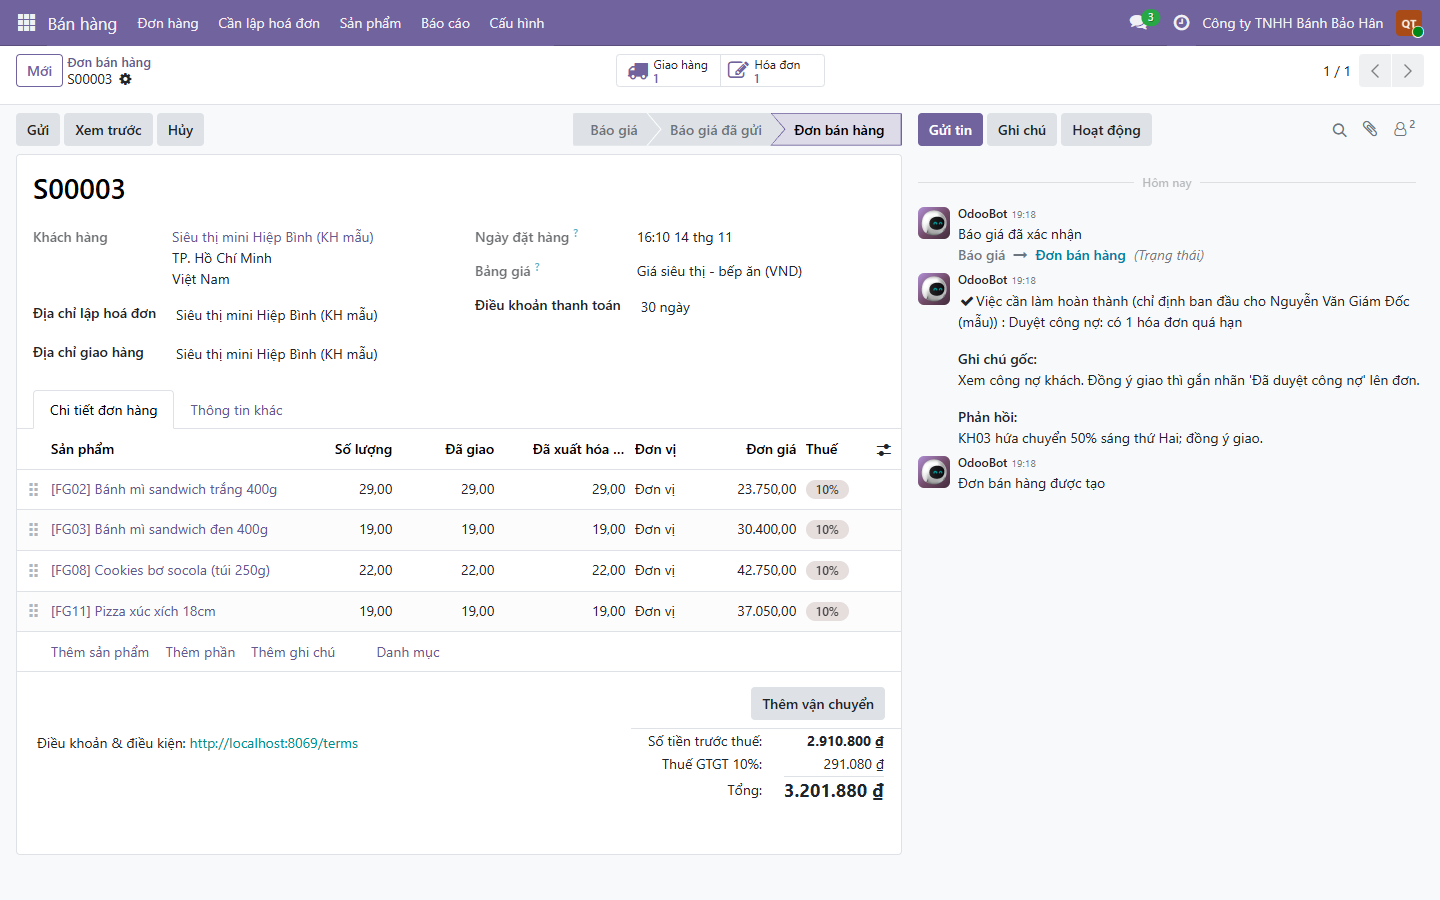 Bán hàng Đơn hàng Cần lập hoá đơn Sản phẩm Báo cáo Cấu hình 3 Công ty TNHH Bánh Bảo Hân QT
Mới Đơn bán hàng
S00003
Giao hàng
1
Hóa đơn
1
1 / 1
Gửi Xem trước Hủy Báo giá Báo giá đã gửi Đơn bán hàng
S00003
Khách hàng Siêu thị mini Hiệp Bình (KH mẫu)
TP. Hồ Chí Minh
Việt Nam
Địa chỉ lập hoá đơn Siêu thị mini Hiệp Bình (KH mẫu)
Địa chỉ giao hàng Siêu thị mini Hiệp Bình (KH mẫu)
Ngày đặt hàng ? 16:10 14 thg 11
Bảng giá ? Giá siêu thị - bếp ăn (VND)
Điều khoản thanh toán 30 ngày
Chi tiết đơn hàng Thông tin khác
Sản phẩm Số lượng Đã giao Đã xuất hóa ... Đơn vị Đơn giá Thuế
[FG02] Bánh mì sandwich trắng 400g 29,00 29,00 29,00 Đơn vị 23.750,00 10%
[FG03] Bánh mì sandwich đen 400g 19,00 19,00 19,00 Đơn vị 30.400,00 10%
[FG08] Cookies bơ socola (túi 250g) 22,00 22,00 22,00 Đơn vị 42.750,00 10%
[FG11] Pizza xúc xích 18cm 19,00 19,00 19,00 Đơn vị 37.050,00 10%
Thêm sản phẩm Thêm phần Thêm ghi chú Danh mục
Thêm vận chuyển
Điều khoản & điều kiện: http://localhost:8069/terms
Số tiền trước thuế: 2.910.800 ₫
Thuế GTGT 10%: 291.080 ₫
Tổng: 3.201.880 ₫
Gửi tin Ghi chú Hoạt động 2
Hôm nay
OdooBot 19:18
Báo giá đã xác nhận
Báo giá → Đơn bán hàng (Trạng thái)
OdooBot 19:18
✔Việc cần làm hoàn thành (chỉ định ban đầu cho Nguyễn Văn Giám Đốc
(mẫu)) : Duyệt công nợ: có 1 hóa đơn quá hạn
Ghi chú gốc:
Xem công nợ khách. Đồng ý giao thì gắn nhãn 'Đã duyệt công nợ' lên đơn.
Phản hồi:
KH03 hứa chuyển 50% sáng thứ Hai; đồng ý giao.
OdooBot 19:18
Đơn bán hàng được tạo